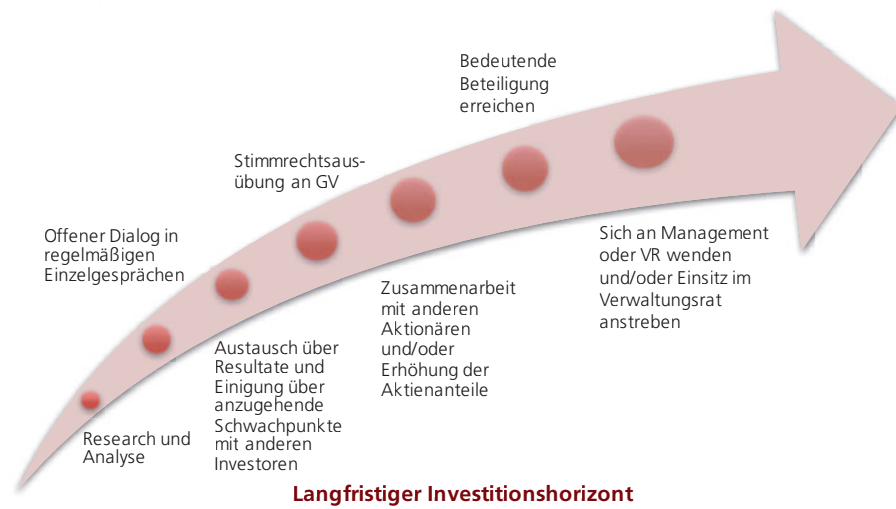 Bedeutende
Beteiligung
erreichen
Stimmrechtsaus-
übung an GV
Offener Dialog in
regelmäßigen
Einzelgesprächen
Sich an Management
oder VR wenden
und/oder Einsitz im
Verwaltungsrat
anstreben
Zusammenarbeit
mit anderen
Aktionären
und/oder
Erhöhung der
Aktienanteile
Austausch über
Resultate und
Einigung über
anzugehende
Schwachpunkte
mit anderen
Investoren
Research und
Analyse
Langfristiger Investitionshorizont